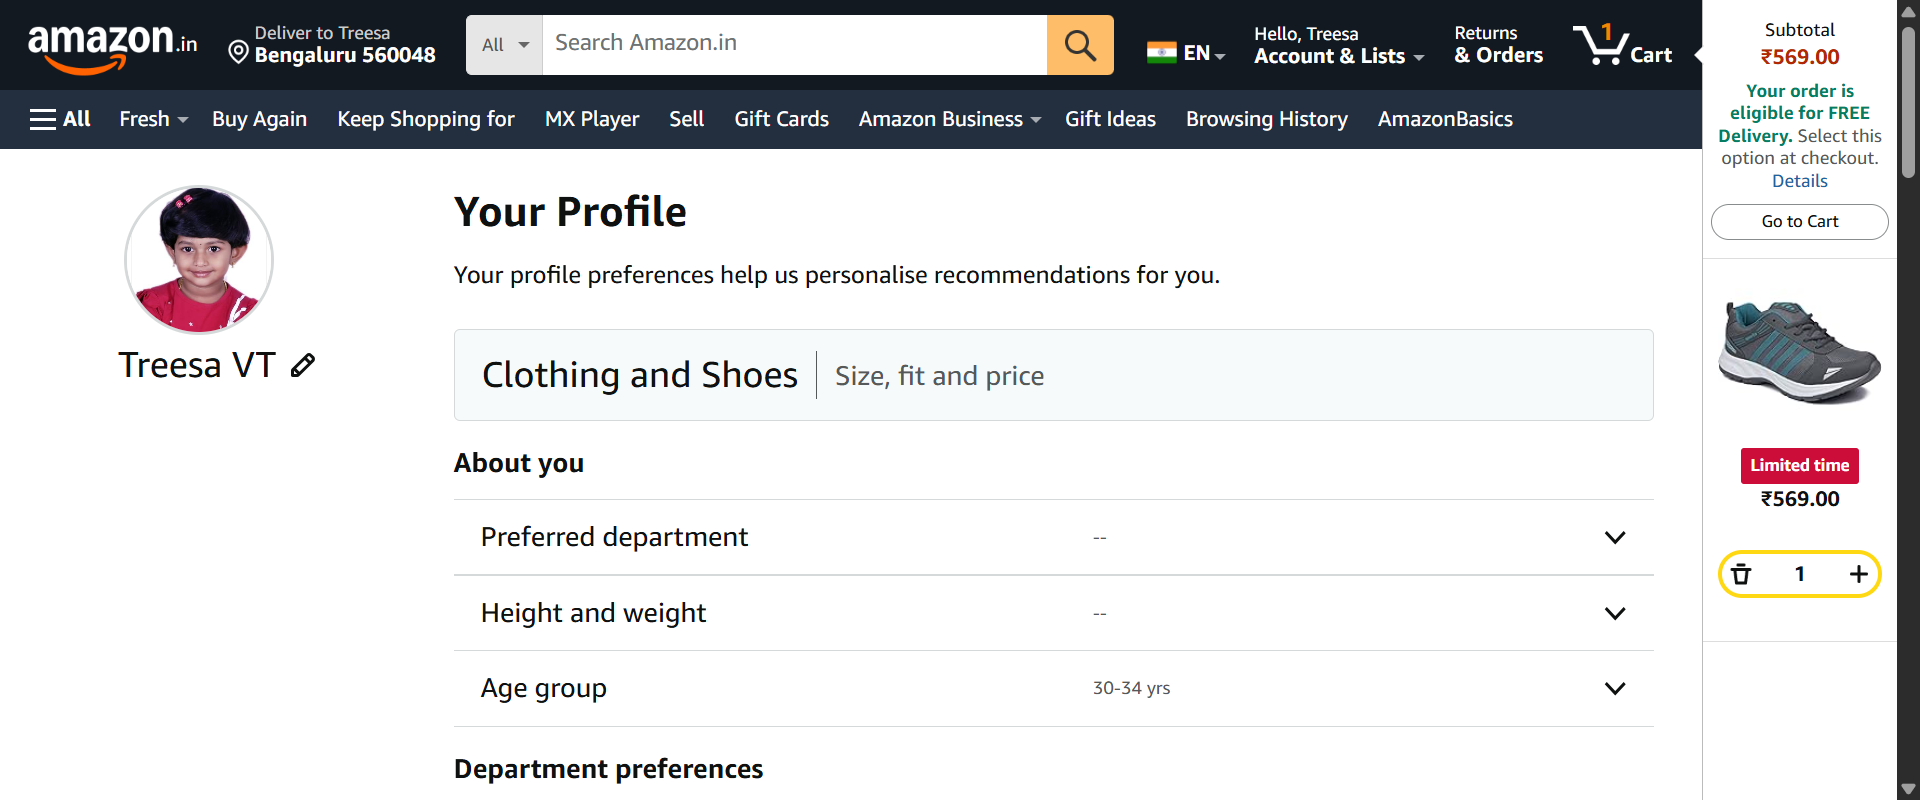 amazon.in
Deliver to Treesa
Bengaluru 560048
All
Search Amazon.in
EN
Hello, Treesa
Account & Lists
Returns
& Orders
1
Cart
All
Fresh
Buy Again
Keep Shopping for
MX Player
Sell
Gift Cards
Amazon Business
Gift Ideas
Browsing History
AmazonBasics
Treesa VT
Your Profile
Your profile preferences help us personalise recommendations for you.
Clothing and Shoes
Size, fit and price
About you
Preferred department
--
Height and weight
--
Age group
30-34 yrs
Department preferences
Subtotal
₹569.00
Your order is
eligible for FREE
Delivery. Select this
option at checkout.
Details
Go to Cart
Limited time
₹569.00
1